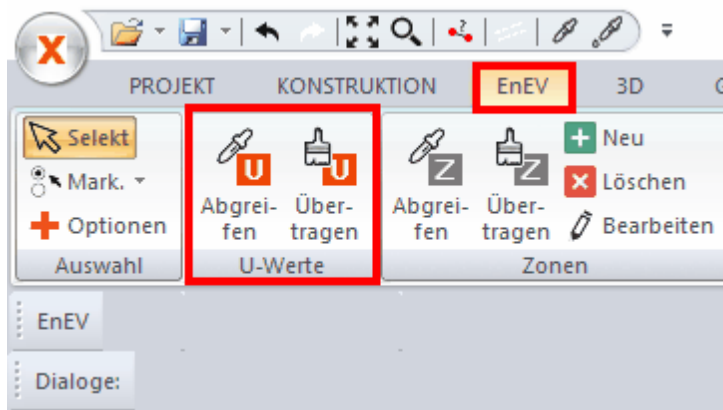 X
PROJEKT KONSTRUKTION EnEV 3D
Selekt
Mark.
Optionen
Auswahl
U U
Abgrei-
fen
Über-
tragen
U-Werte
Z Z
Abgrei-
fen
Über-
tragen
Neu
Löschen
Bearbeiten
Zonen
EnEV
Dialoge: